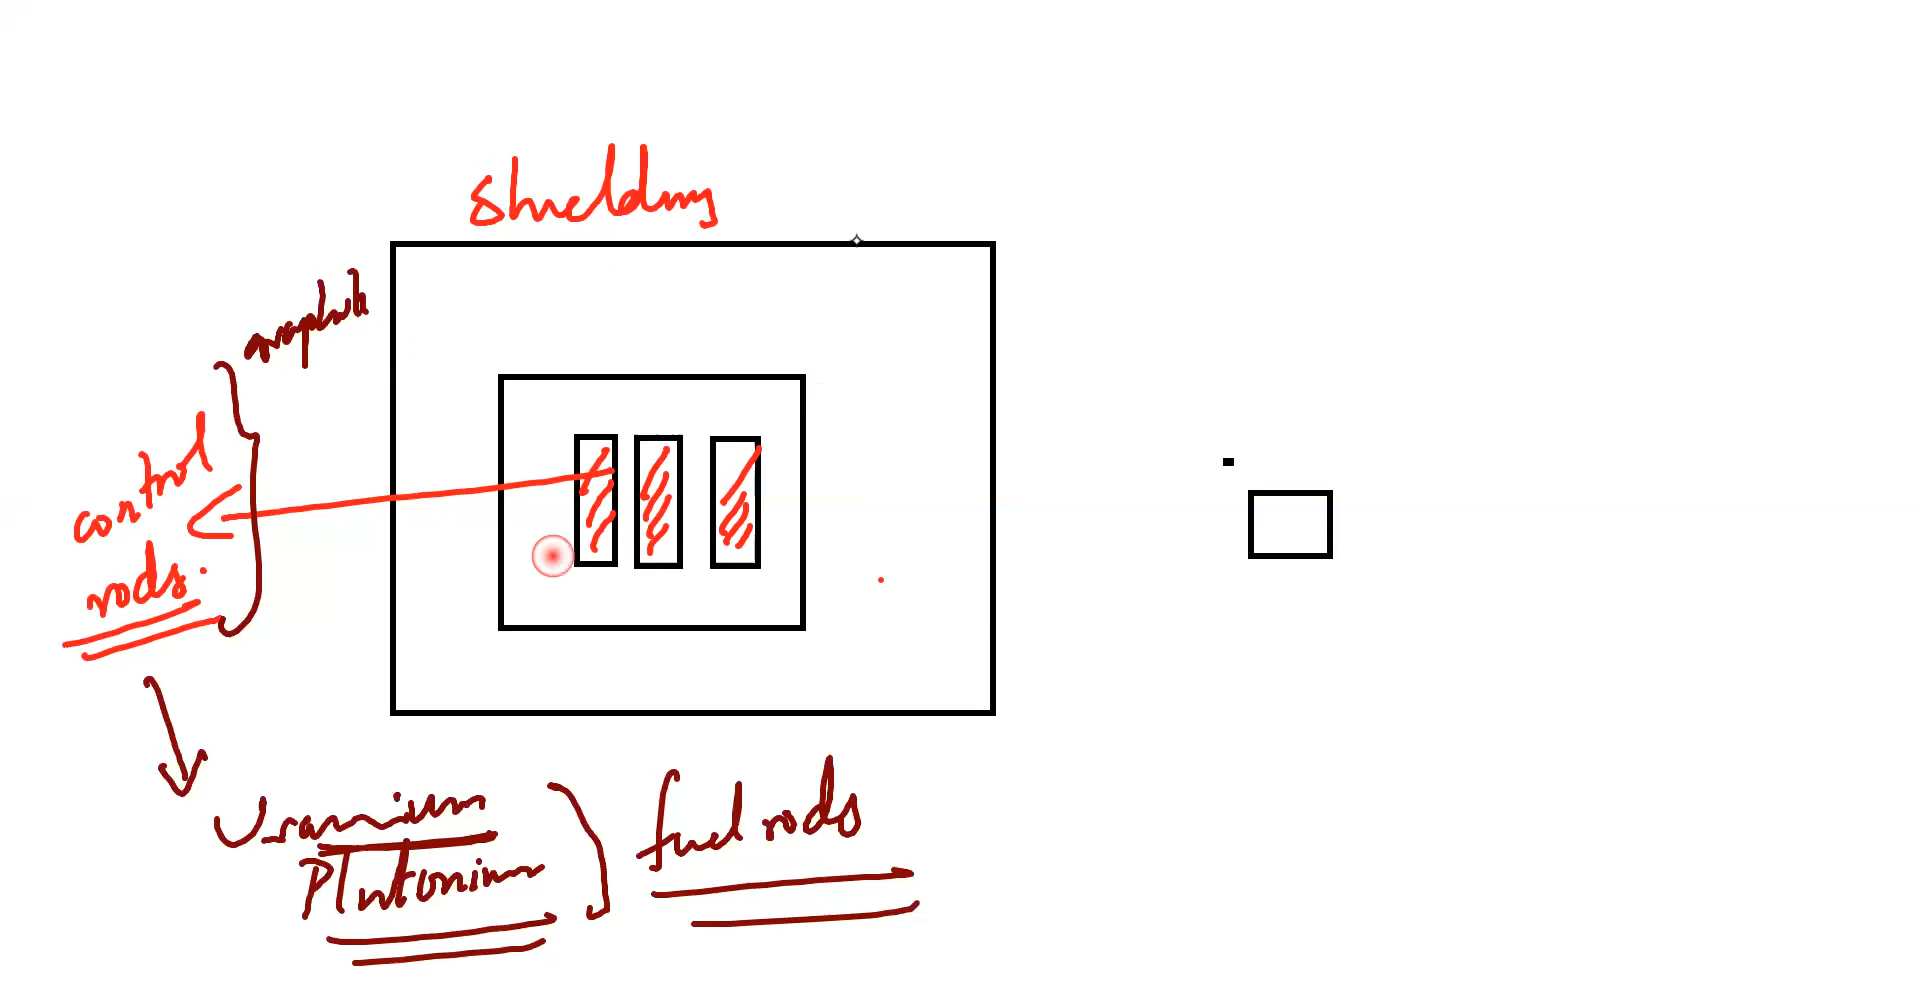 shielding
graphite
control
rods.
Uranium
Plutonium
fuel rods